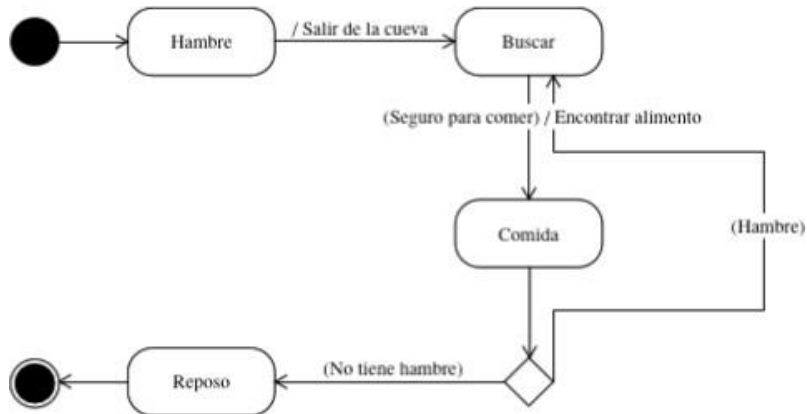 Hambre
/ Salir de la cueva
Buscar
(Seguro para comer) / Encontrar alimento
Comida
(Hambre)
(No tiene hambre)
Reposo